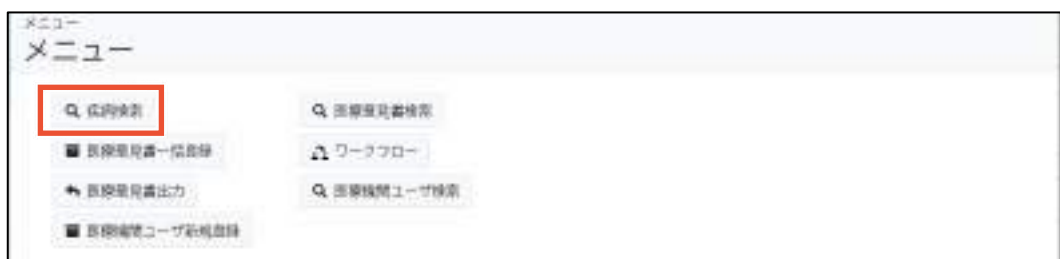 メニュー
メニュー
疾病検索
医療意見書検索
医療意見書一括登録
ワークフロー
医療意見書出力
医療機関ユーザ検索
医療機関ユーザ新規登録